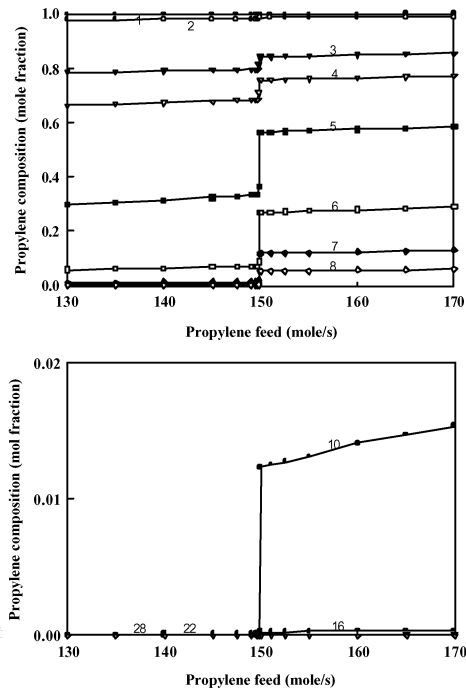 Propylene composition (mole fraction)
1.0
0.8
0.6
0.4
0.2
0.0
1
2
3
4
5
6
7
8
130 140 150 160 170
Propylene feed (mole/s)
Propylene composition (mol fraction)
0.02
0.01
0.00
10
28 22 16
130 140 150 160 170
Propylene feed (mole/s)